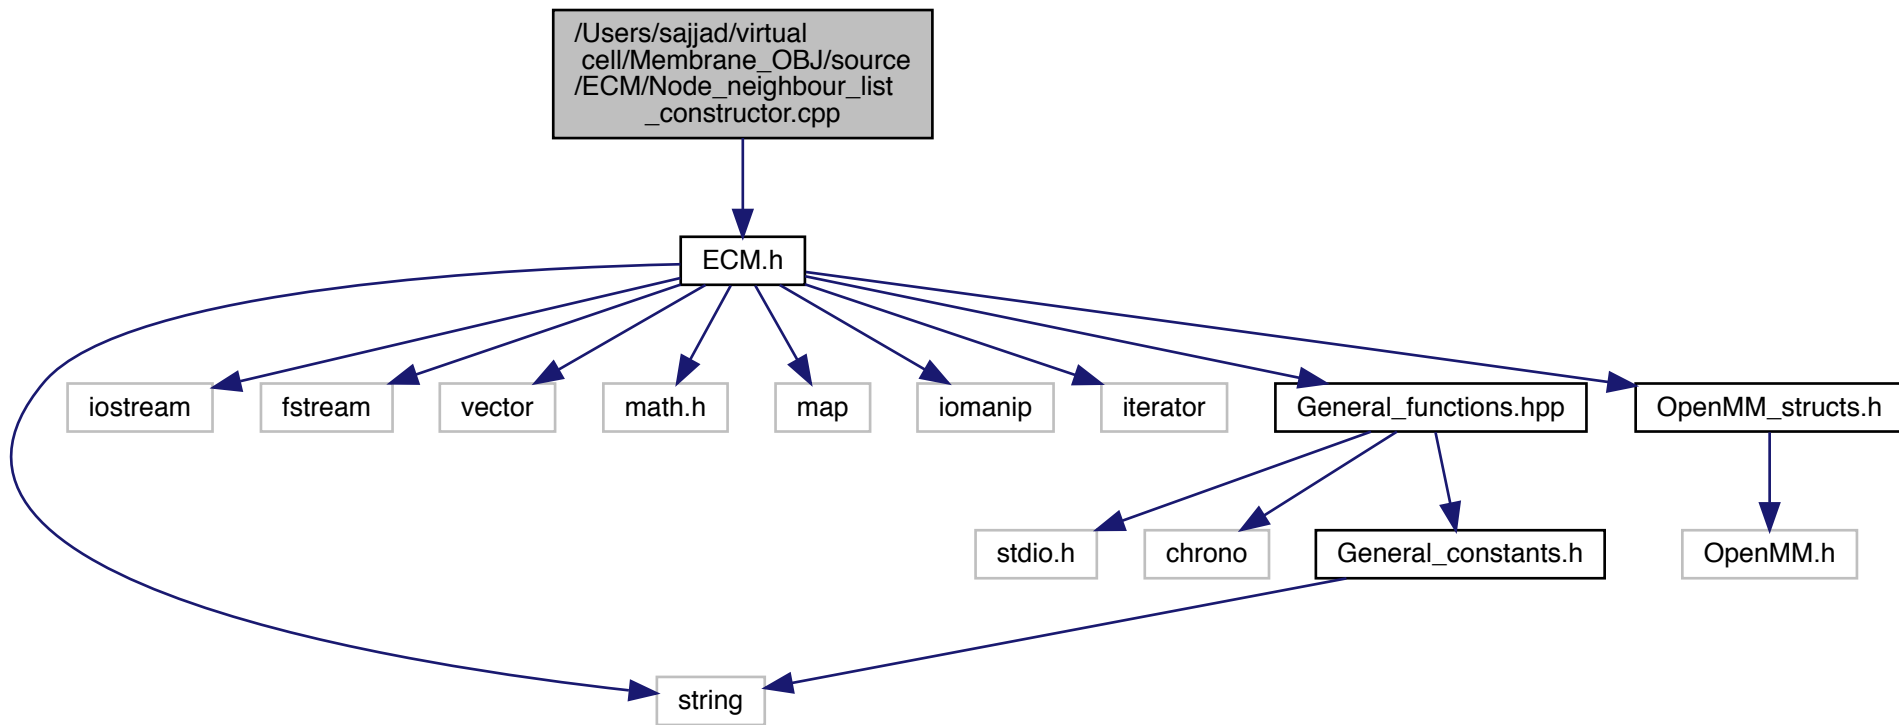 /Users/sajjad/virtual
cell/Membrane_OBJ/source
/ECM/Node_neighbour_list
_constructor.cpp
ECM.h
iostream
fstream
vector
math.h
map
iomanip
iterator
General_functions.hpp
OpenMM_structs.h
stdio.h
chrono
General_constants.h
OpenMM.h
string